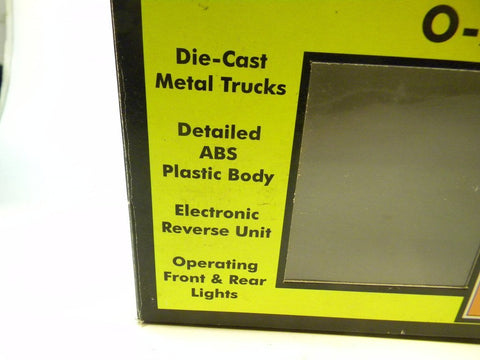 O-
Die-Cast
Metal Trucks
Detailed
ABS
Plastic Body
Electronic
Reverse Unit
Operating
Front & Rear
Lights